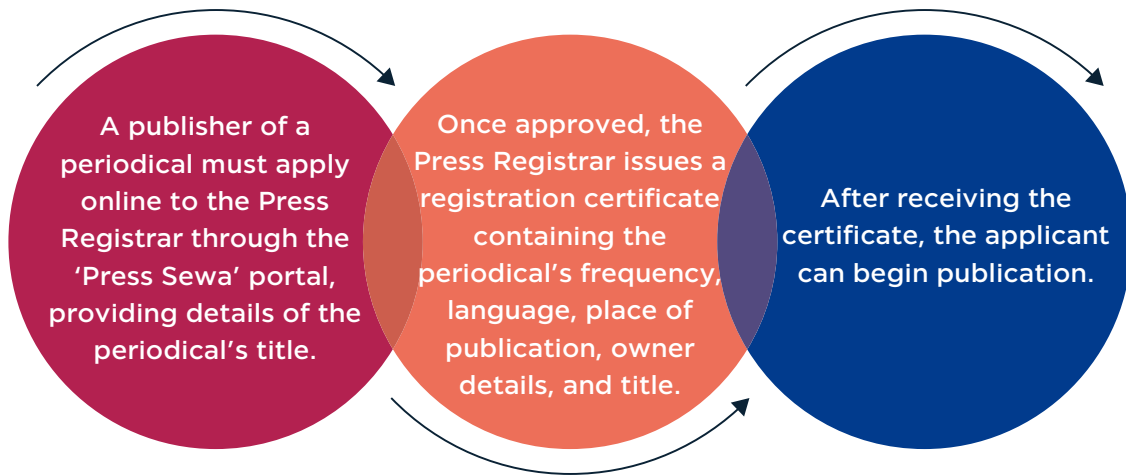 A publisher of a
periodical must apply
online to the Press
Registrar through the
‘Press Sewa’ portal,
providing details of the
periodical’s title.
Once approved, the
Press Registrar issues a
registration certificate
containing the
periodical’s frequency,
language, place of
publication, owner
details, and title.
After receiving the
certificate, the applicant
can begin publication.